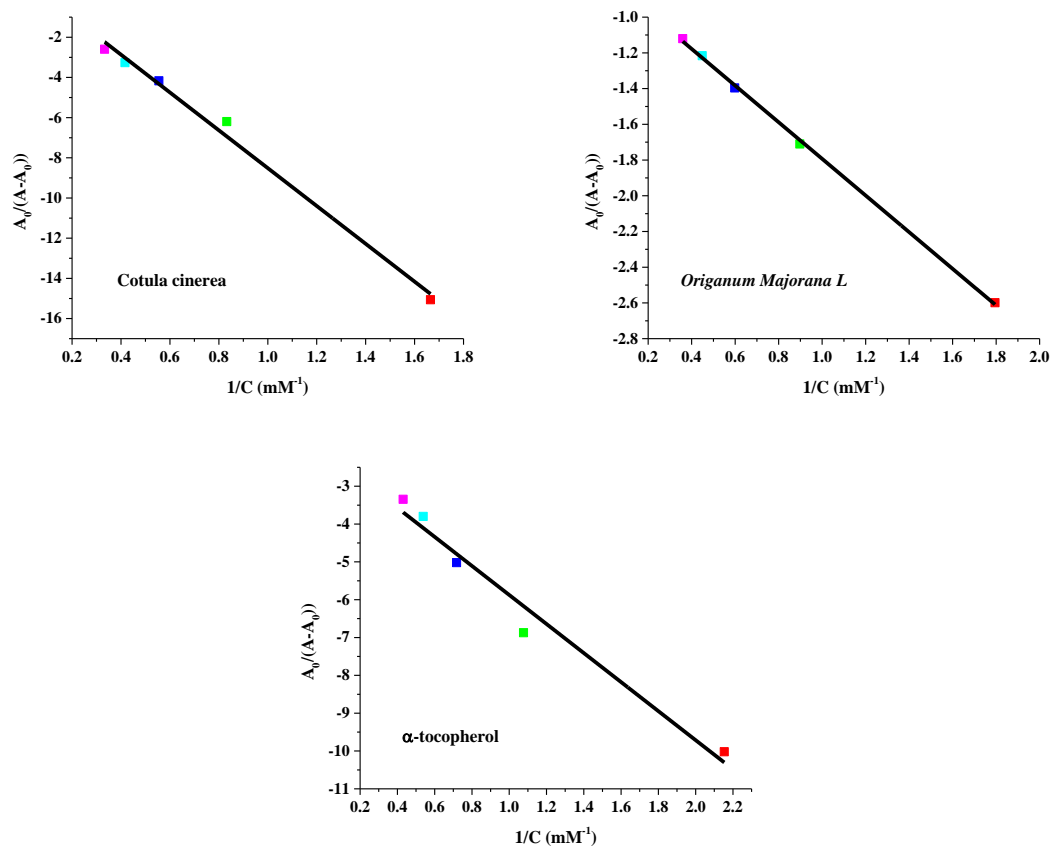 -2
-4
-6
-8
-10
-12
-14
-16
A₀/(A-A₀))
Cotula cinerea
0.2 0.4 0.6 0.8 1.0 1.2 1.4 1.6 1.8
1/C (mM⁻¹)
-1.0
-1.2
-1.4
-1.6
-1.8
-2.0
-2.2
-2.4
-2.6
-2.8
A₀/(A-A₀))
Origanum Majorana L
0.2 0.4 0.6 0.8 1.0 1.2 1.4 1.6 1.8 2.0
1/C (mM⁻¹)
-3
-4
-5
-6
-7
-8
-9
-10
-11
A₀/(A-A₀))
α-tocopherol
0.2 0.4 0.6 0.8 1.0 1.2 1.4 1.6 1.8 2.0 2.2
1/C (mM⁻¹)